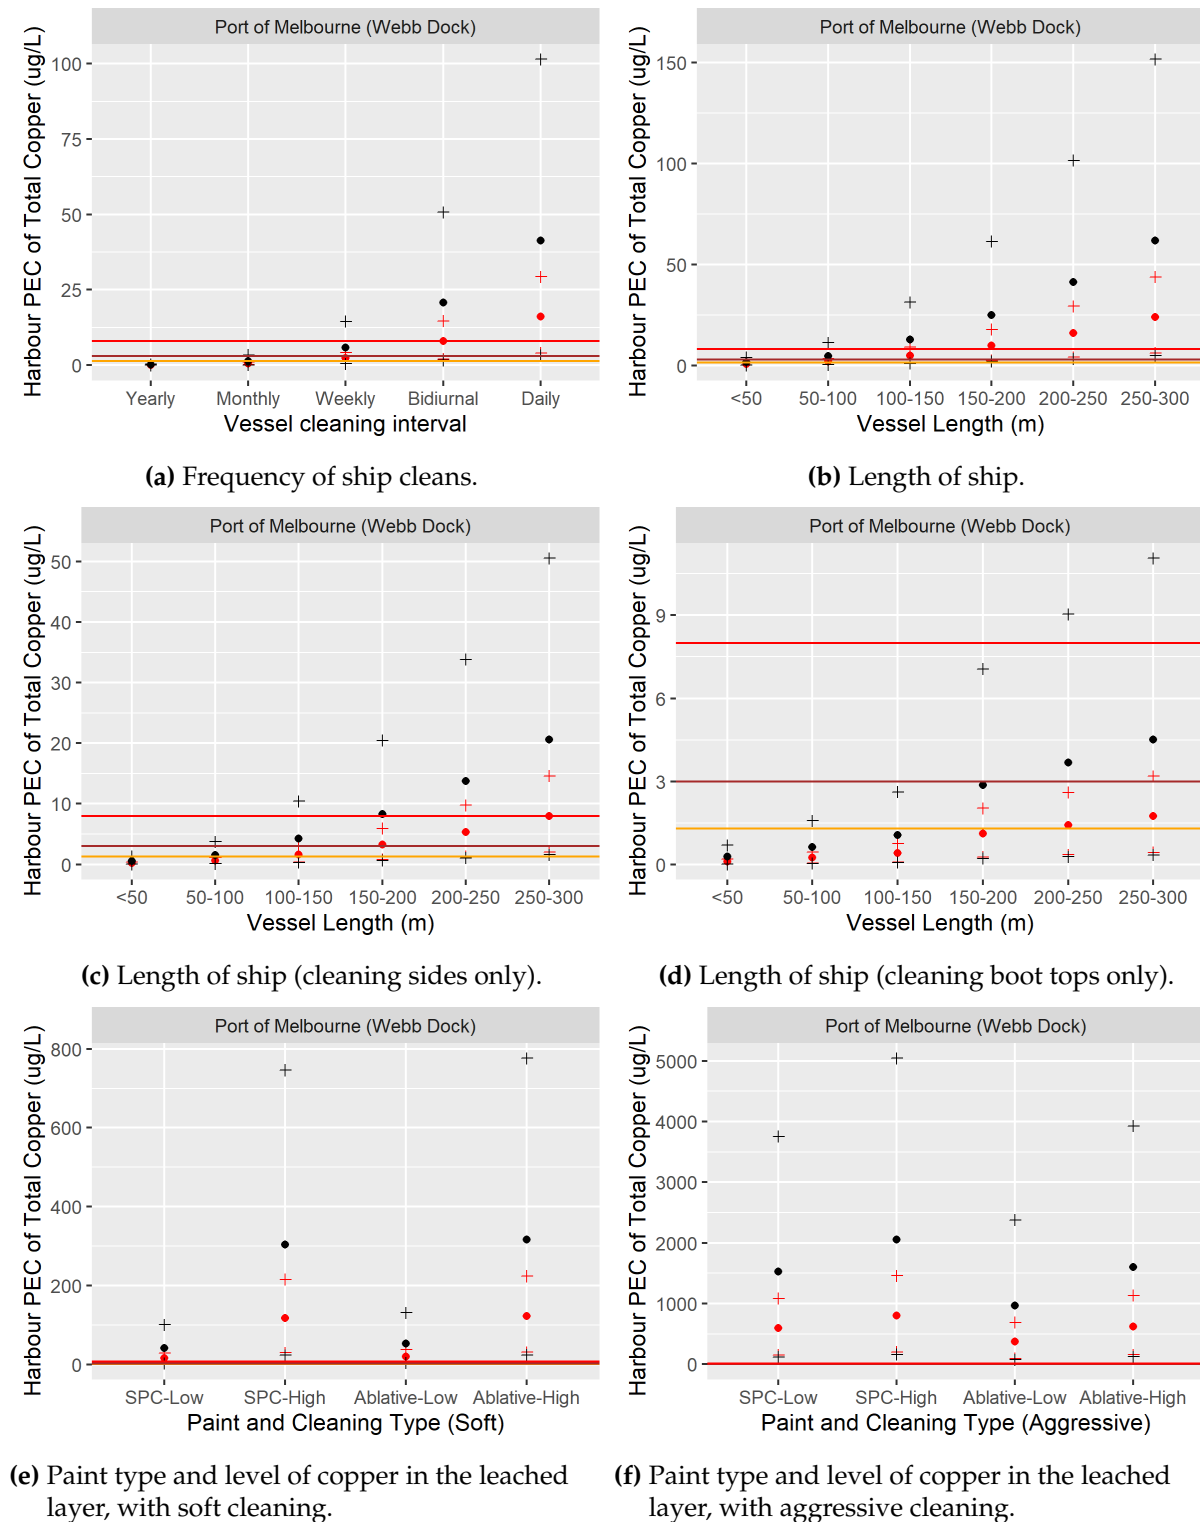 Port of Melbourne (Webb Dock)
Harbour PEC of Total Copper (ug/L)
100
75
50
25
0
Yearly Monthly Weekly Bidiurnal Daily
Vessel cleaning interval
(a) Frequency of ship cleans.
Port of Melbourne (Webb Dock)
Harbour PEC of Total Copper (ug/L)
150
100
50
0
<50 50-100 100-150 150-200 200-250 250-300
Vessel Length (m)
(b) Length of ship.
Port of Melbourne (Webb Dock)
Harbour PEC of Total Copper (ug/L)
50
40
30
20
10
0
<50 50-100 100-150 150-200 200-250 250-300
Vessel Length (m)
(c) Length of ship (cleaning sides only).
Port of Melbourne (Webb Dock)
Harbour PEC of Total Copper (ug/L)
9
6
3
0
<50 50-100 100-150 150-200 200-250 250-300
Vessel Length (m)
(d) Length of ship (cleaning boot tops only).
Port of Melbourne (Webb Dock)
Harbour PEC of Total Copper (ug/L)
800
600
400
200
0
SPC-Low SPC-High Ablative-Low Ablative-High
Paint and Cleaning Type (Soft)
(e) Paint type and level of copper in the leached
layer, with soft cleaning.
Port of Melbourne (Webb Dock)
Harbour PEC of Total Copper (ug/L)
5000
4000
3000
2000
1000
0
SPC-Low SPC-High Ablative-Low Ablative-High
Paint and Cleaning Type (Aggressive)
(f) Paint type and level of copper in the leached
layer, with aggressive cleaning.